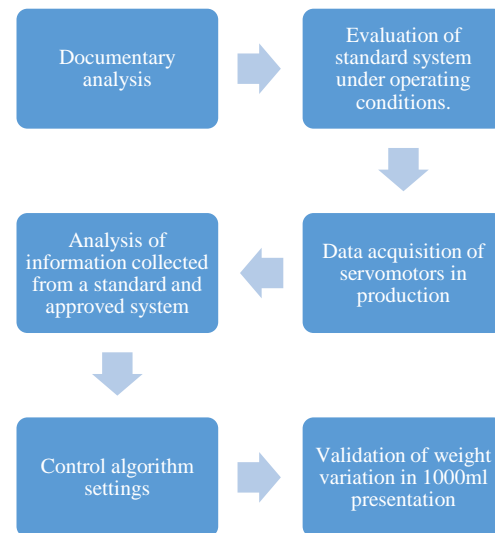 Documentary
analysis
Evaluation of
standard system
under operating
conditions.
Data acquisition of
servomotors in
production
Analysis of
information collected
from a standard and
approved system
Control algorithm
settings
Validation of weight
variation in 1000ml
presentation